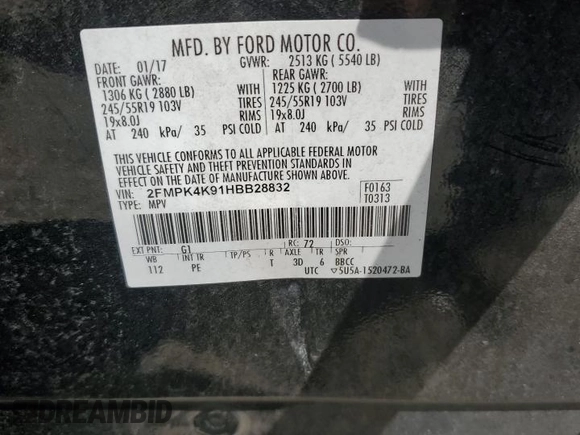 MFD. BY FORD MOTOR CO.
DATE: 01/17 GVWR: 2513 KG ( 5540 LB)
FRONT GAWR: REAR GAWR:
1306 KG ( 2880 LB) WITH 1225 KG ( 2700 LB) WITH
245/55R19 103V TIRES 245/55R19 103V TIRES
19x8.0J RIMS 19x8.0J RIMS
AT 240 kPa/ 35 PSI COLD AT 240 kPa/ 35 PSI COLD
THIS VEHICLE CONFORMS TO ALL APPLICABLE FEDERAL MOTOR
VEHICLE SAFETY AND THEFT PREVENTION STANDARDS IN
EFFECT ON THE DATE OF MANUFACTURE SHOWN ABOVE.
VIN: 2FMPK4K91HBB28832 F0163
TYPE: MPV T0313
EXT PNT: G1 RC: 72 DSO:
WB INT TR TP/PS R AXLE TR SPR
112 PE T 3D 6 BBCC
UTC ▽5U5A-1520472-BA
DREAMBID